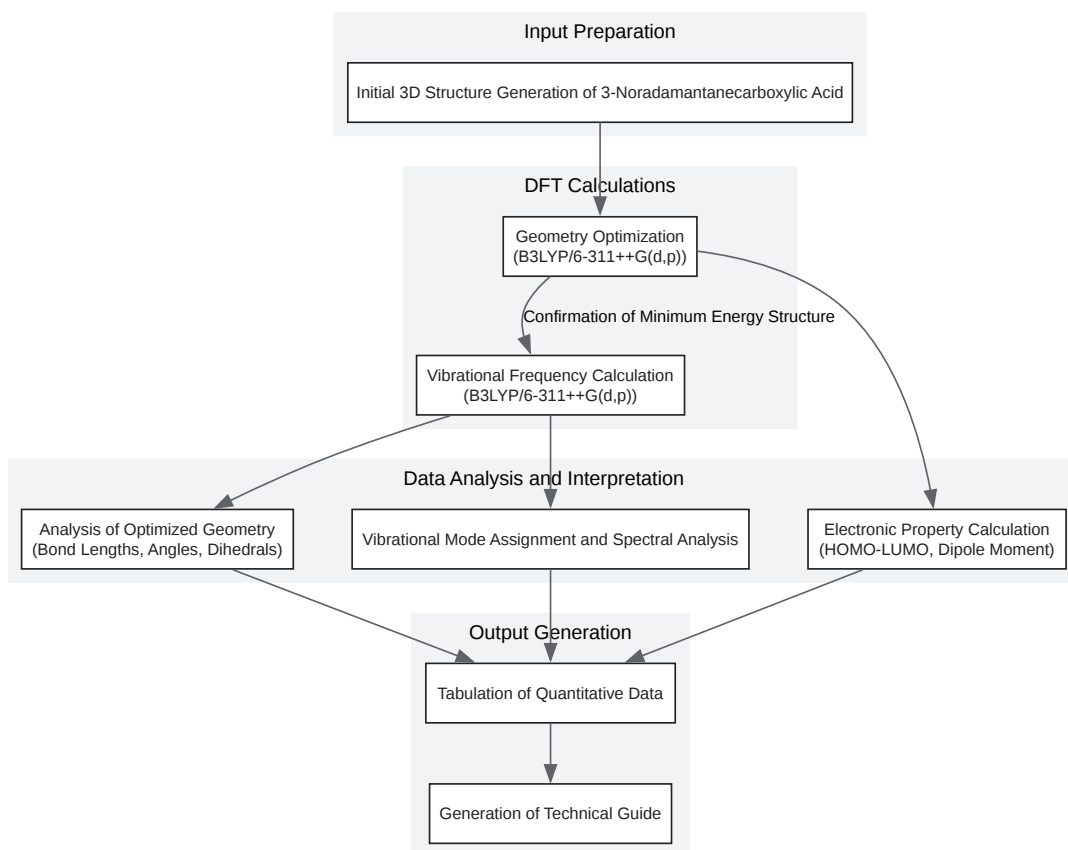 Input Preparation
Initial 3D Structure Generation of 3-Noradamantanecarboxylic Acid
DFT Calculations
Geometry Optimization
(B3LYP/6-311++G(d,p))
Confirmation of Minimum Energy Structure
Vibrational Frequency Calculation
(B3LYP/6-311++G(d,p))
Data Analysis and Interpretation
Analysis of Optimized Geometry
(Bond Lengths, Angles, Dihedrals)
Vibrational Mode Assignment and Spectral Analysis
Electronic Property Calculation
(HOMO-LUMO, Dipole Moment)
Output Generation
Tabulation of Quantitative Data
Generation of Technical Guide